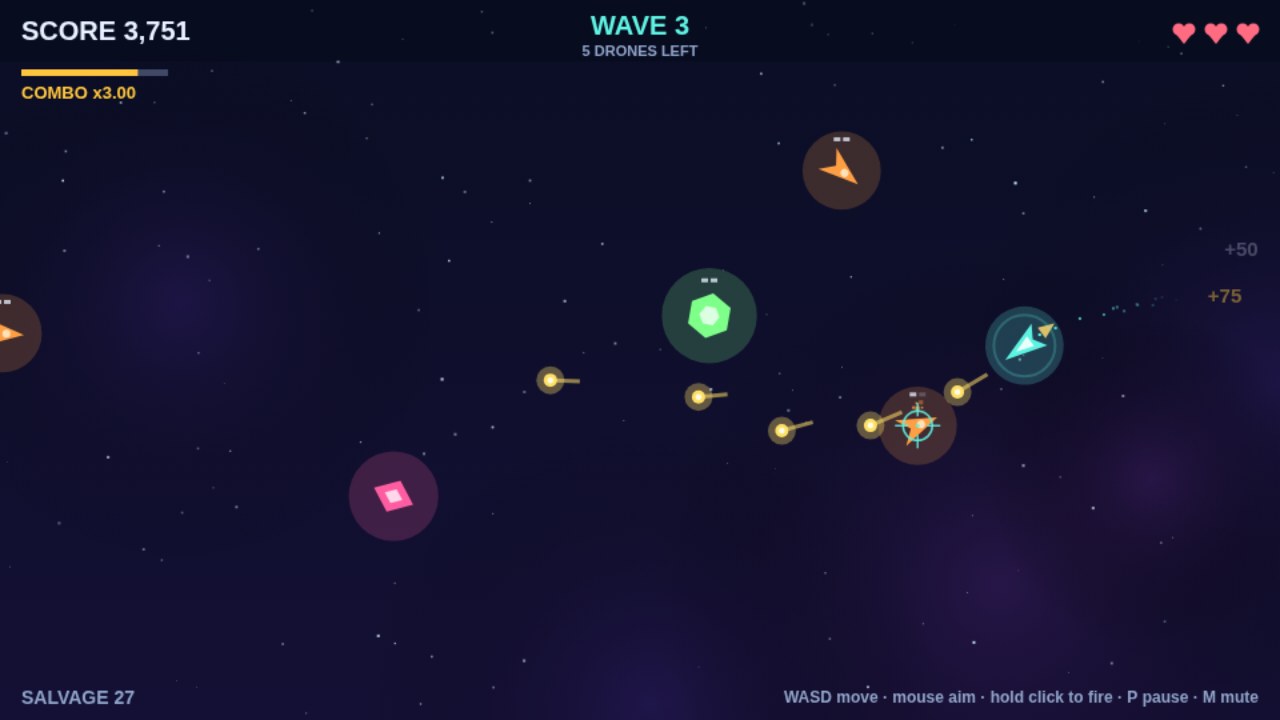 SCORE 3,751
WAVE 3
5 DRONES LEFT
COMBO x3.00
+50
+75
SALVAGE 27
WASD move · mouse aim · hold click to fire · P pause · M mute